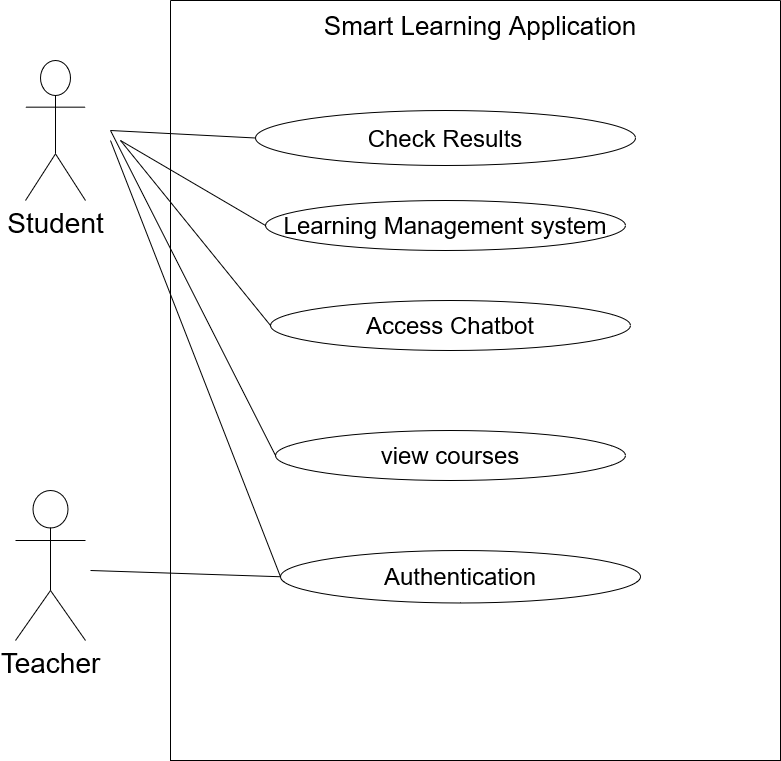 Smart Learning Application
Check Results
Student
Learning Management system
Access Chatbot
view courses
Authentication
Teacher